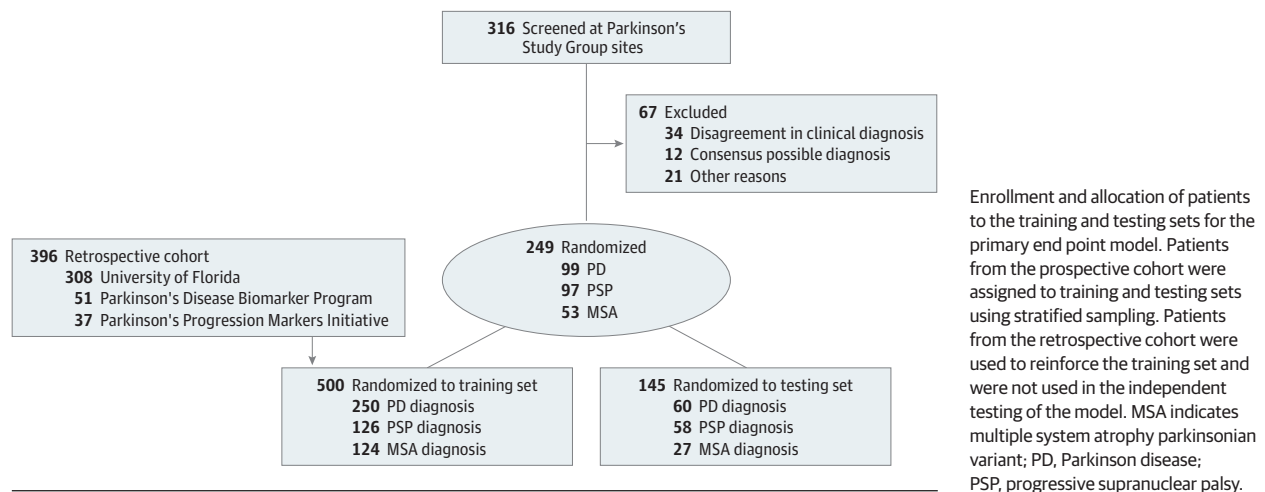 316 Screened at Parkinson's
Study Group sites
67 Excluded
34 Disagreement in clinical diagnosis
12 Consensus possible diagnosis
21 Other reasons
249 Randomized
99 PD
97 PSP
53 MSA
396 Retrospective cohort
308 University of Florida
51 Parkinson's Disease Biomarker Program
37 Parkinson's Progression Markers Initiative
500 Randomized to training set
250 PD diagnosis
126 PSP diagnosis
124 MSA diagnosis
145 Randomized to testing set
60 PD diagnosis
58 PSP diagnosis
27 MSA diagnosis
Enrollment and allocation of patients
to the training and testing sets for the
primary end point model. Patients
from the prospective cohort were
assigned to training and testing sets
using stratified sampling. Patients
from the retrospective cohort were
used to reinforce the training set and
were not used in the independent
testing of the model. MSA indicates
multiple system atrophy parkinsonian
variant; PD, Parkinson disease;
PSP, progressive supranuclear palsy.